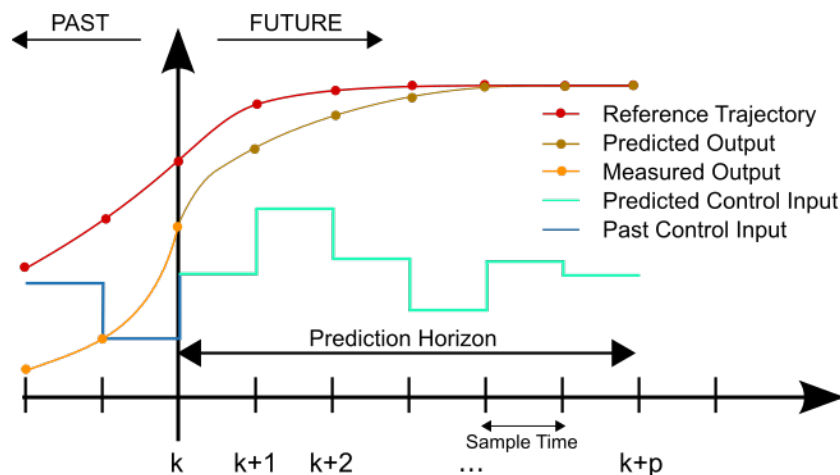 PAST
FUTURE
Reference Trajectory
Predicted Output
Measured Output
Predicted Control Input
Past Control Input
Prediction Horizon
Sample Time
k
k+1
k+2
...
k+p